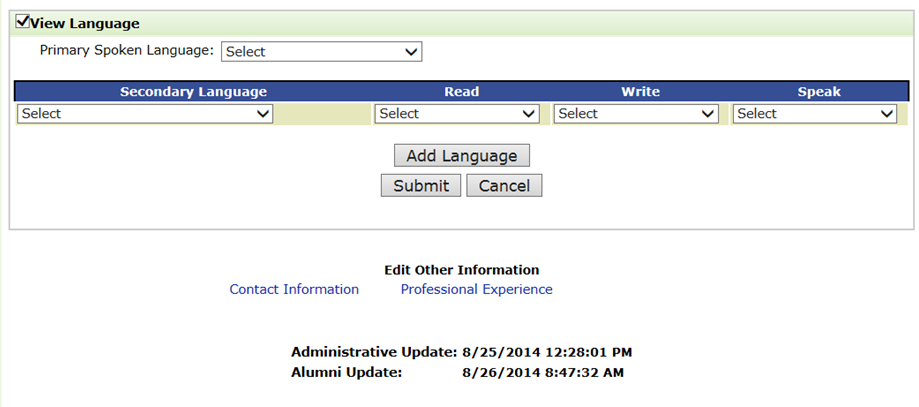 View Language
Primary Spoken Language: Select
Secondary Language Read Write Speak
Select Select Select Select
Add Language
Submit Cancel
Edit Other Information
Contact Information Professional Experience
Administrative Update: 8/25/2014 12:28:01 PM
Alumni Update: 8/26/2014 8:47:32 AM